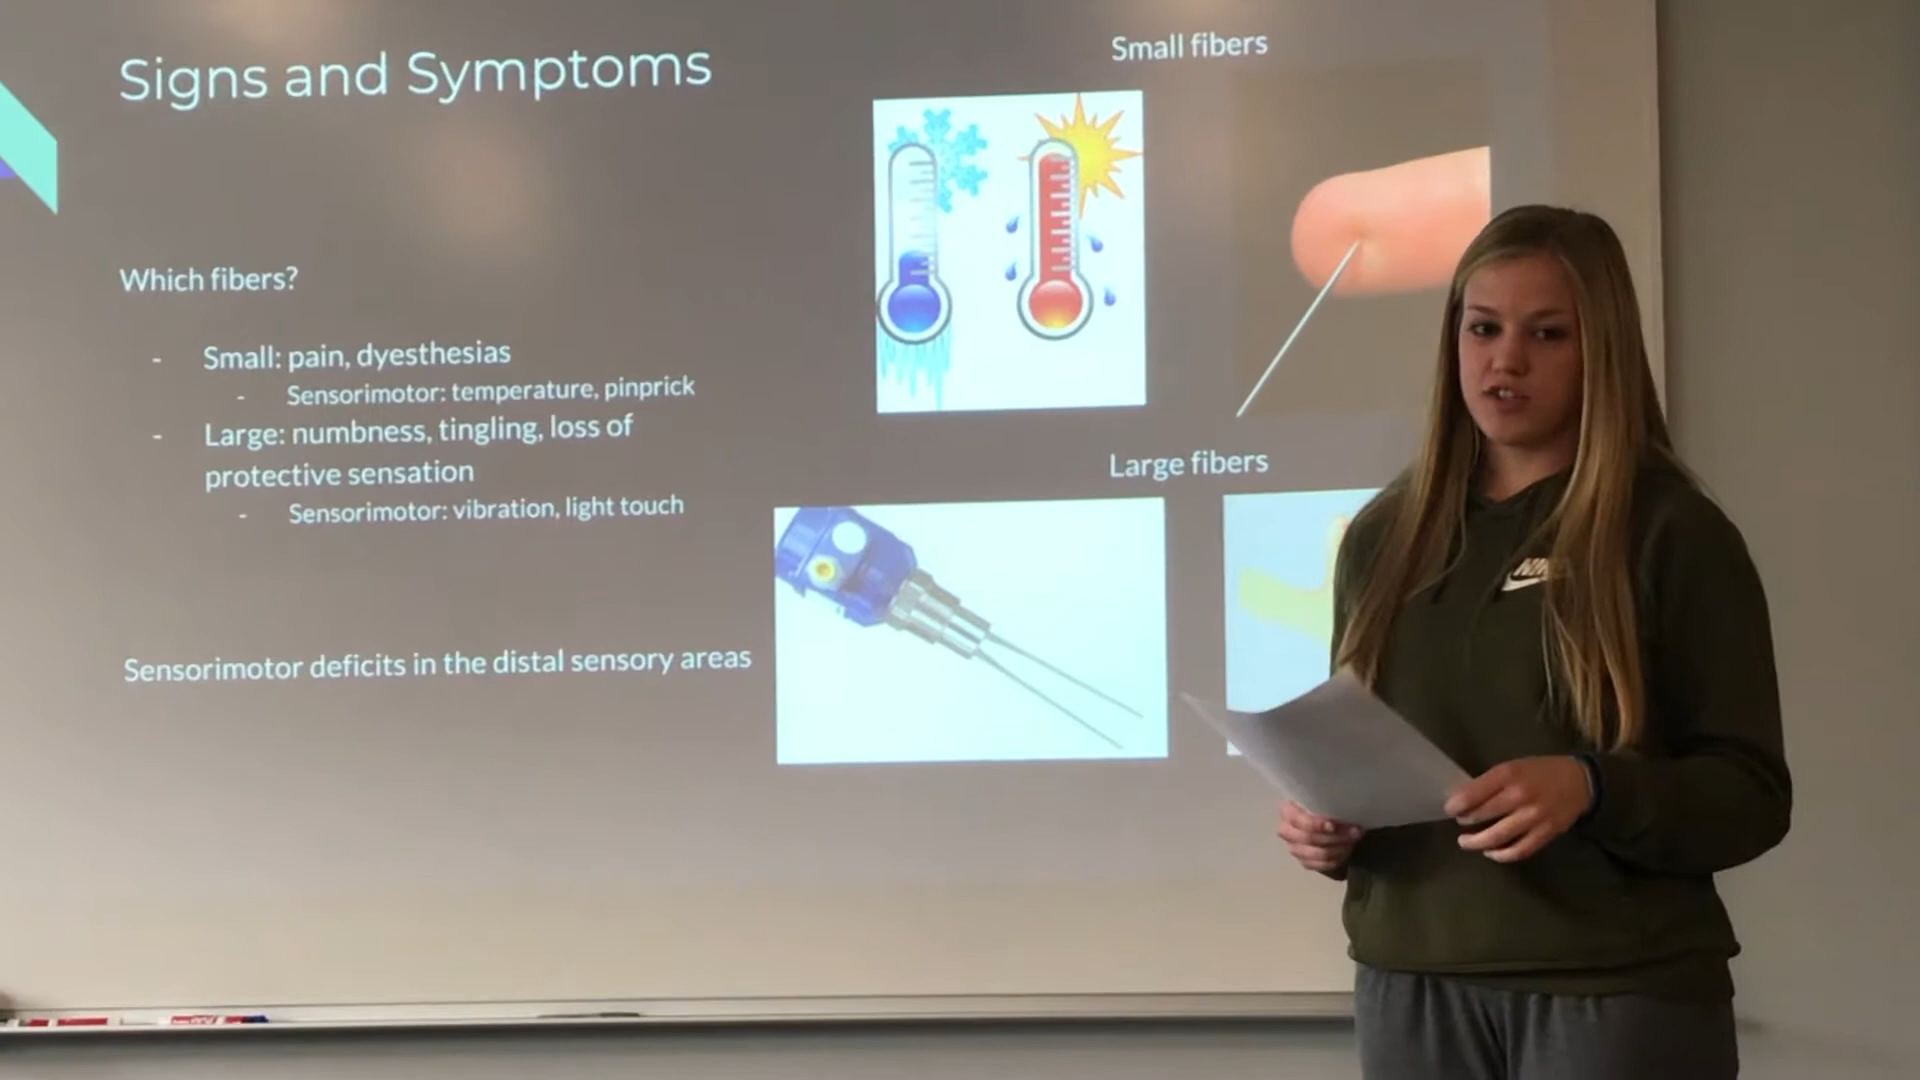 Signs and Symptoms
Small fibers
Which fibers?
- Small: pain, dyesthesias
- Sensorimotor: temperature, pinprick
- Large: numbness, tingling, loss of
protective sensation
- Sensorimotor: vibration, light touch
Large fibers
Sensorimotor deficits in the distal sensory areas
NIKE